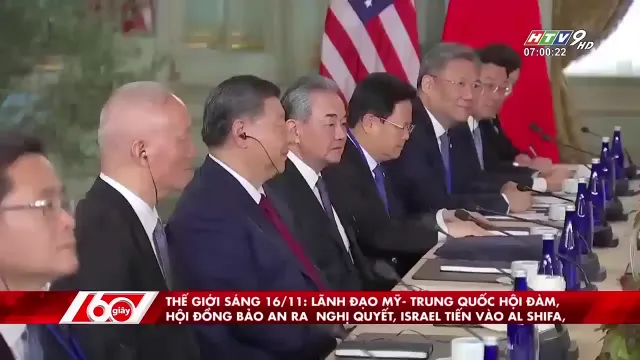 HTV9 HD
07:00:22
60 giây
THẾ GIỚI SÁNG 16/11: LÃNH ĐẠO MỸ- TRUNG QUỐC HỘI ĐÀM,
HỘI ĐỒNG BẢO AN RA NGHỊ QUYẾT, ISRAEL TIẾN VÀO AL SHIFA,